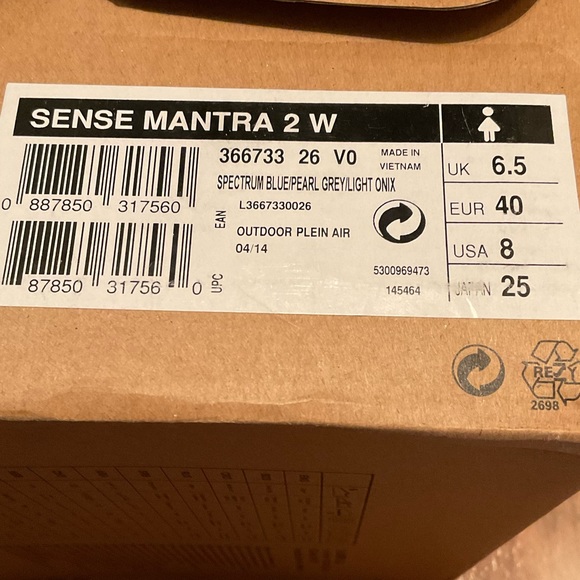 SENSE MANTRA 2 W
366733 26 V0
MADE IN
VIETNAM
SPECTRUM BLUE/PEARL GREY/LIGHT ONIX
L3667330026
OUTDOOR PLEIN AIR
04/14
0 887850 317560
EAN
87850 31756 0
UPC
5300969473
145464
UK 6.5
EUR 40
USA 8
JAPAN 25
2698